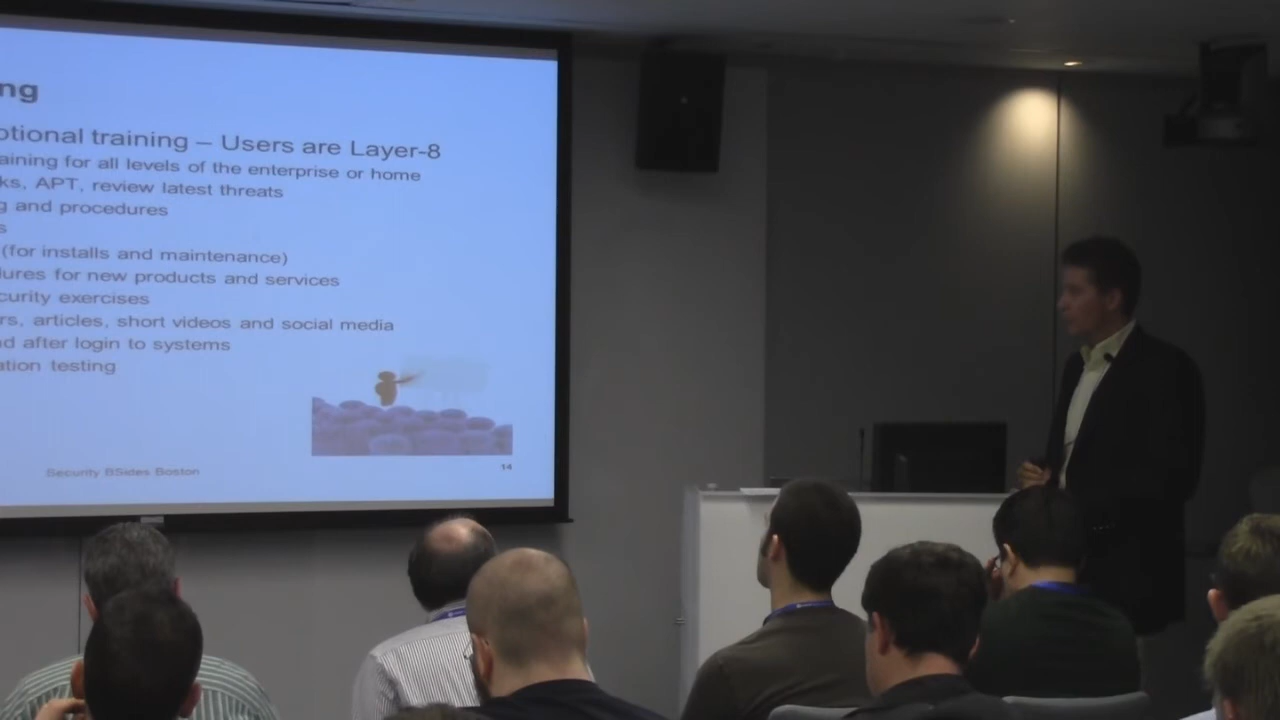 ng
otional training – Users are Layer-8
aining for all levels of the enterprise or home
ks, APT, review latest threats
g and procedures
s
(for installs and maintenance)
dures for new products and services
curity exercises
rs, articles, short videos and social media
nd after login to systems
ation testing
Security BSides Boston
14